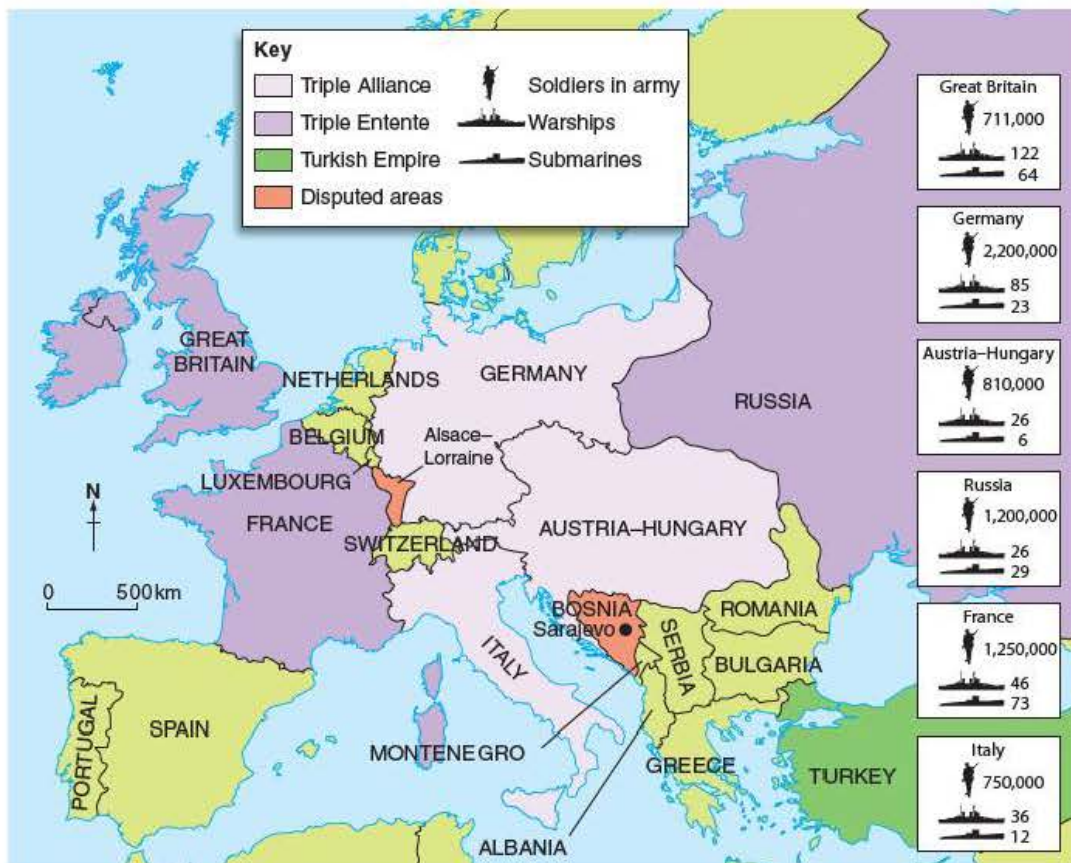 Key
Triple Alliance
Triple Entente
Turkish Empire
Disputed areas
Soldiers in army
Warships
Submarines
Great Britain
711,000
122
64
Germany
2,200,000
85
23
Austria–Hungary
810,000
26
6
Russia
1,200,000
26
29
France
1,250,000
46
73
Italy
750,000
36
12
GREAT
BRITAIN
NETHERLANDS
GERMANY
RUSSIA
BELGIUM
Alsace–
Lorraine
LUXEMBOURG
FRANCE
SWITZERLAND
AUSTRIA–HUNGARY
N
0
500km
BOSNIA
Sarajevo
ROMANIA
SERBIA
BULGARIA
ITALY
PORTUGAL
SPAIN
MONTENEGRO
GREECE
TURKEY
ALBANIA